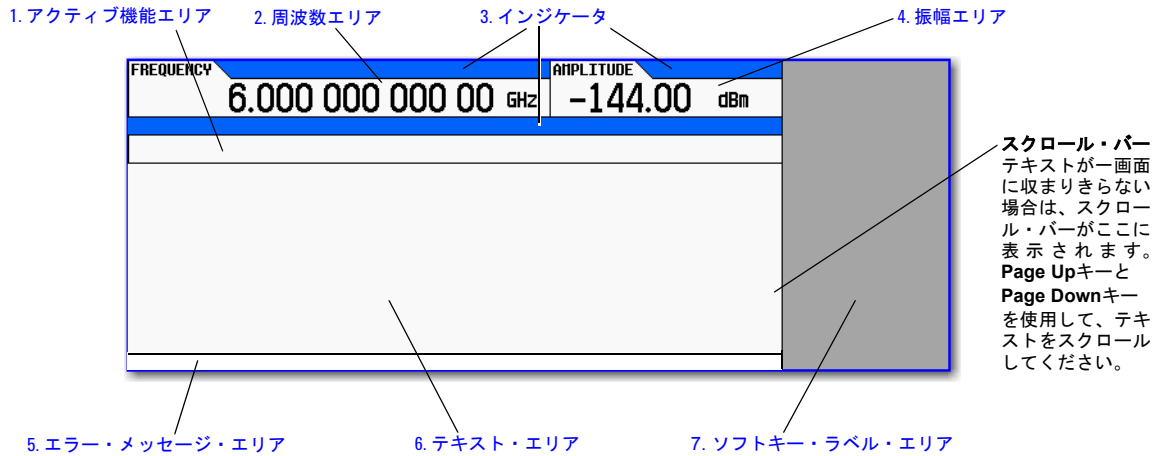 1. アクティブ機能エリア
2. 周波数エリア
3. インジケータ
4. 振幅エリア
FREQUENCY
6.000 000 000 00 GHz
AMPLITUDE
-144.00 dBm
スクロール・バー
テキストが一画面
に収まりきらない
場合は、スクロー
ル・バーがここに
表示されます。
Page Upキーと
Page Downキー
を使用して、テキ
ストをスクロール
してください。
5. エラー・メッセージ・エリア
6. テキスト・エリア
7. ソフトキー・ラベル・エリア